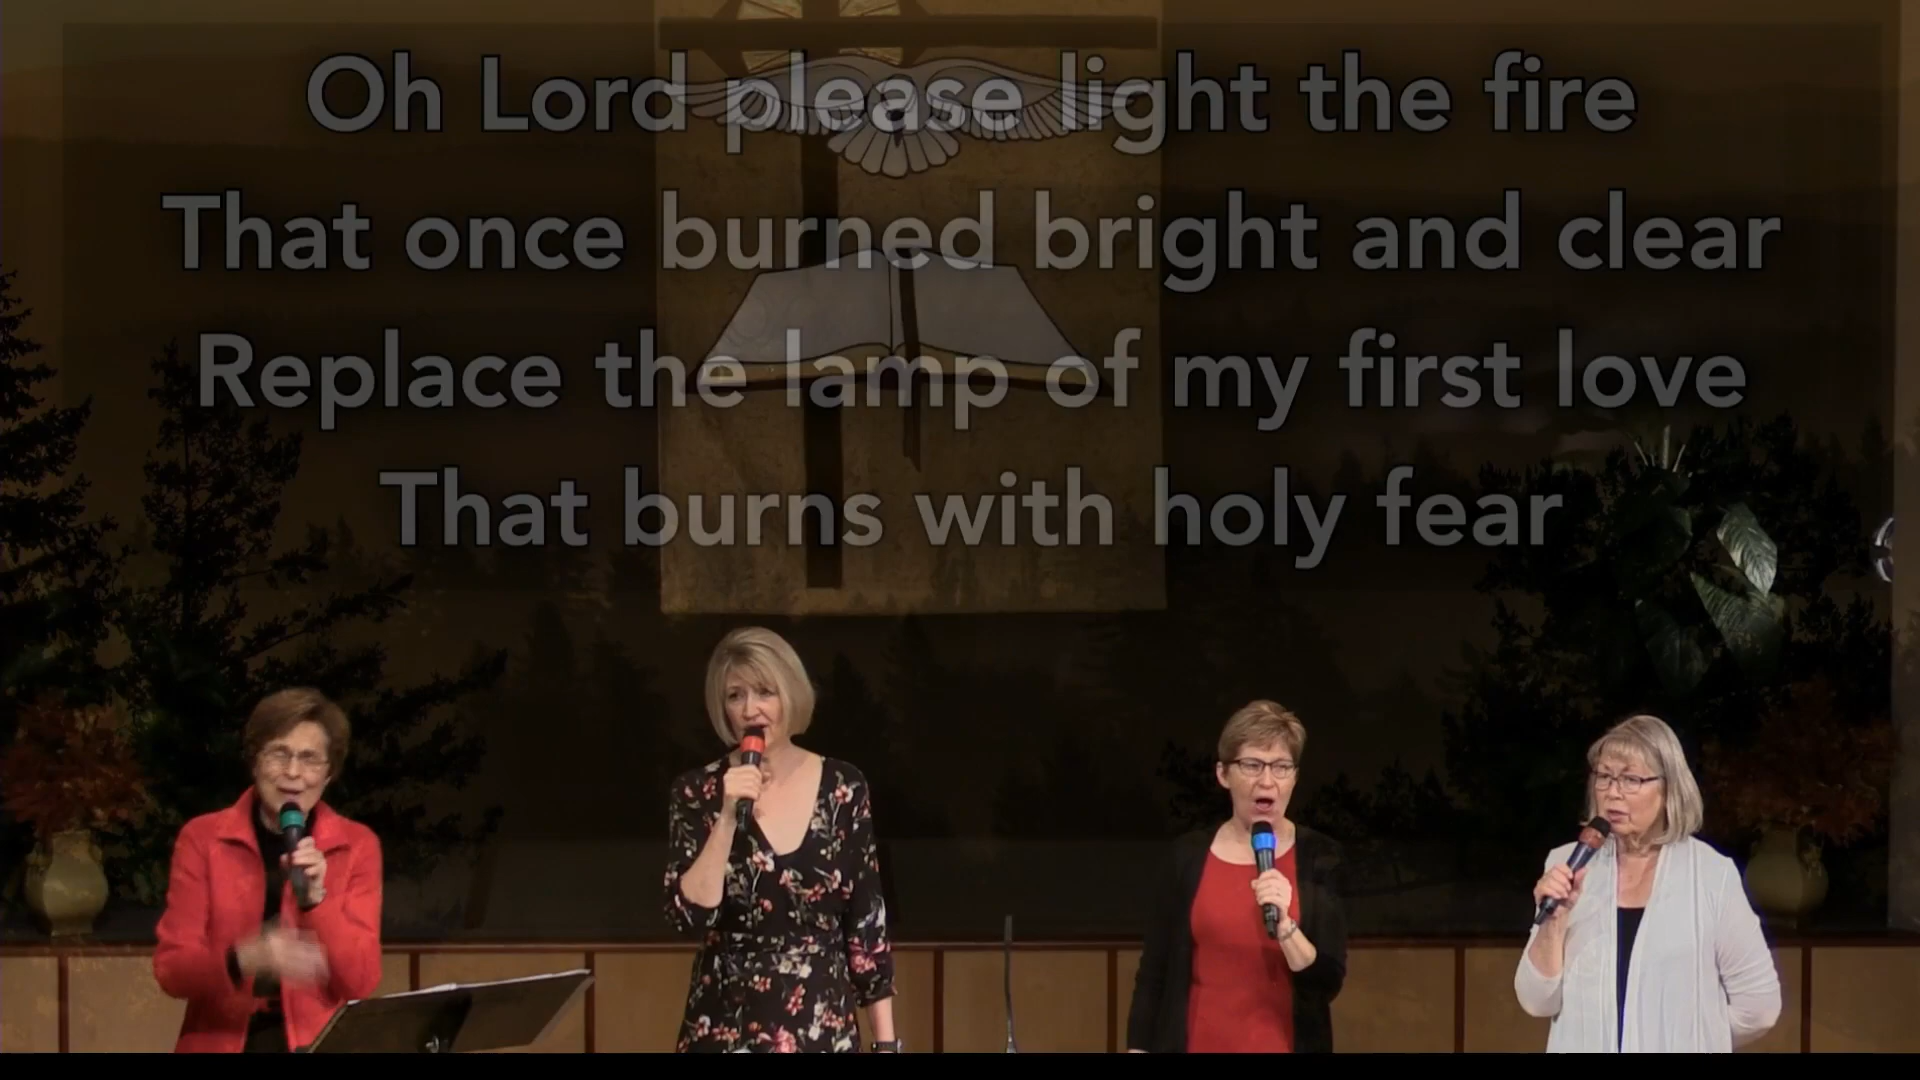 Oh Lord please light the fire
That once burned bright and clear
Replace the lamp of my first love
That burns with holy fear